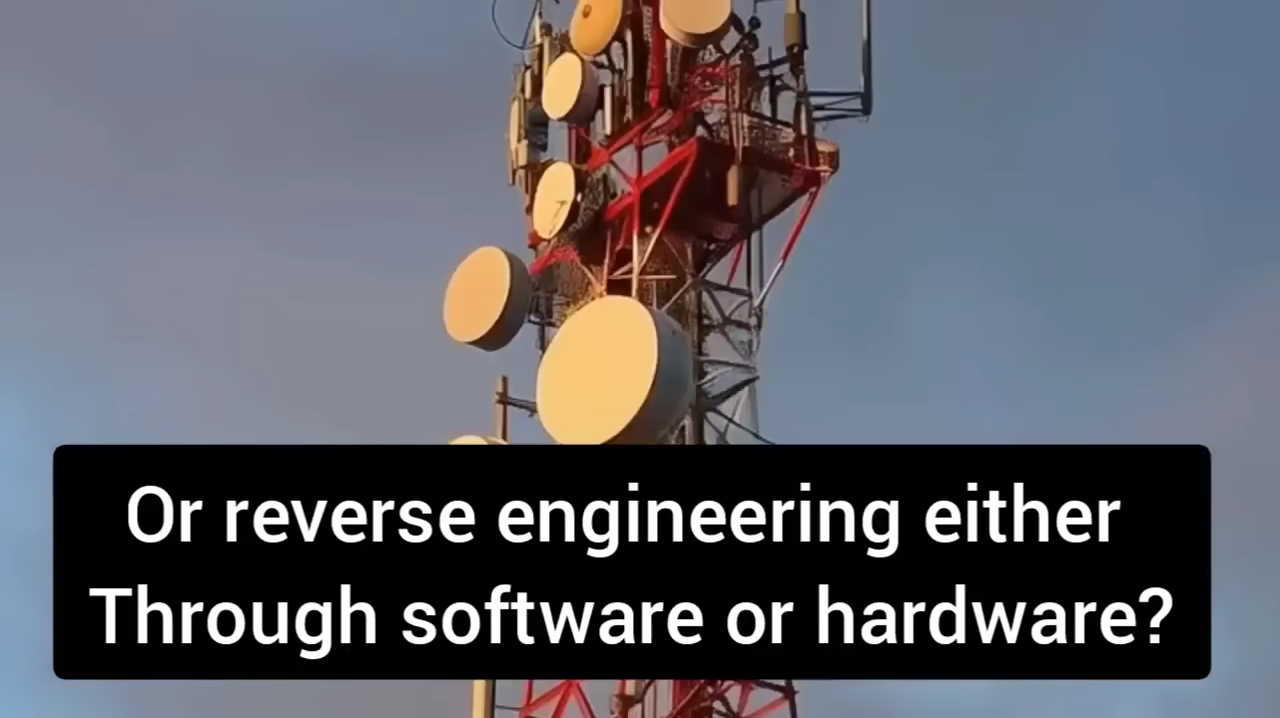 Or reverse engineering either
Through software or hardware?